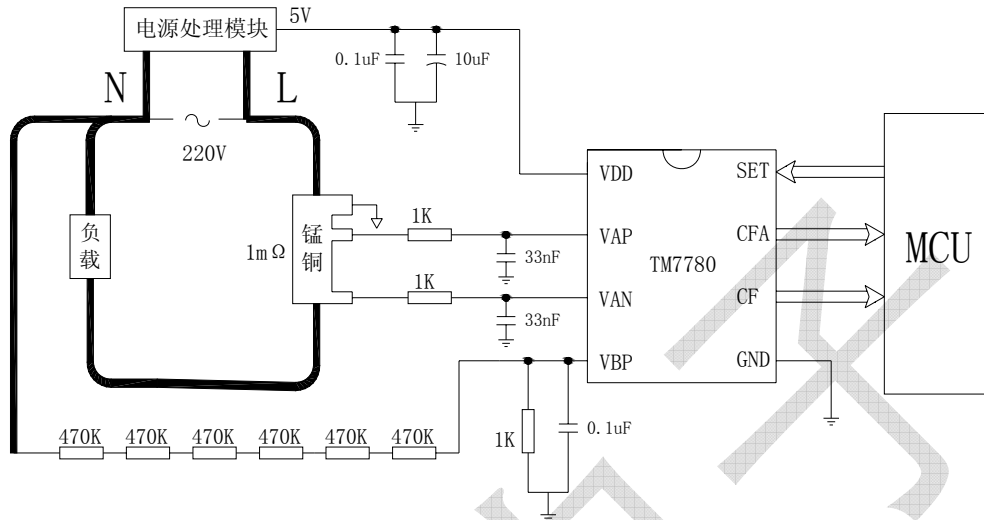 电源处理模块
5V
0.1uF
10uF
N
L
220V
VDD
SET
1K
锰铜
负载
VAP
CFA
1mΩ
33nF
TM7780
MCU
1K
VAN
CF
33nF
VBP
GND
470K
470K
470K
470K
470K
470K
1K
0.1uF